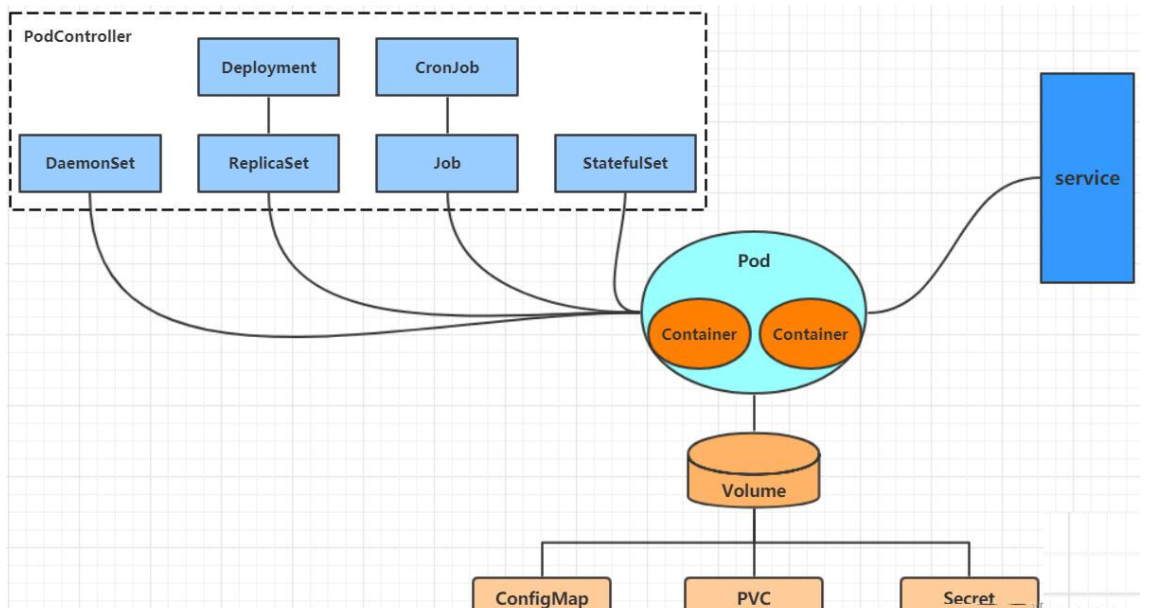 PodController
Deployment
CronJob
DaemonSet
ReplicaSet
Job
StatefulSet
service
Pod
Container
Container
Volume
ConfigMap
PVC
Secret